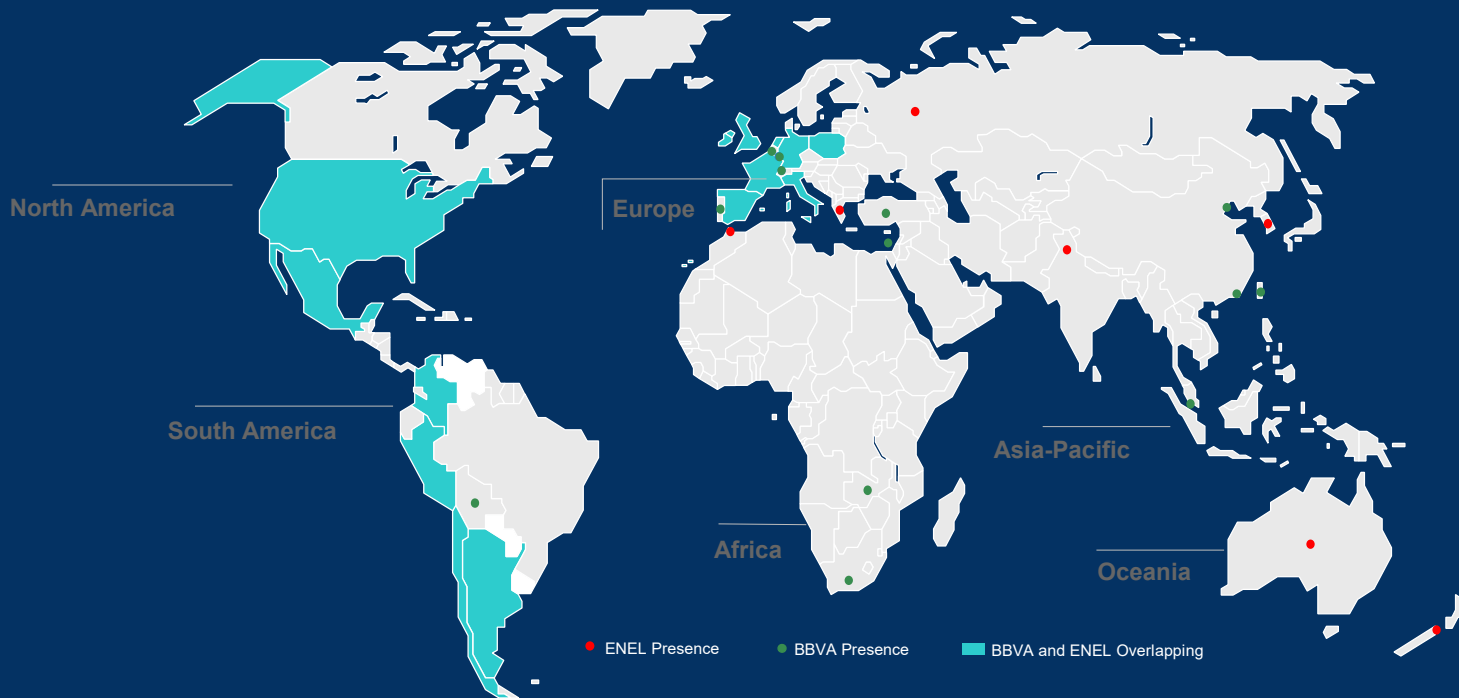 North America
Europe
South America
Asia-Pacific
Africa
Oceania
ENEL Presence
BBVA Presence
BBVA and ENEL Overlapping